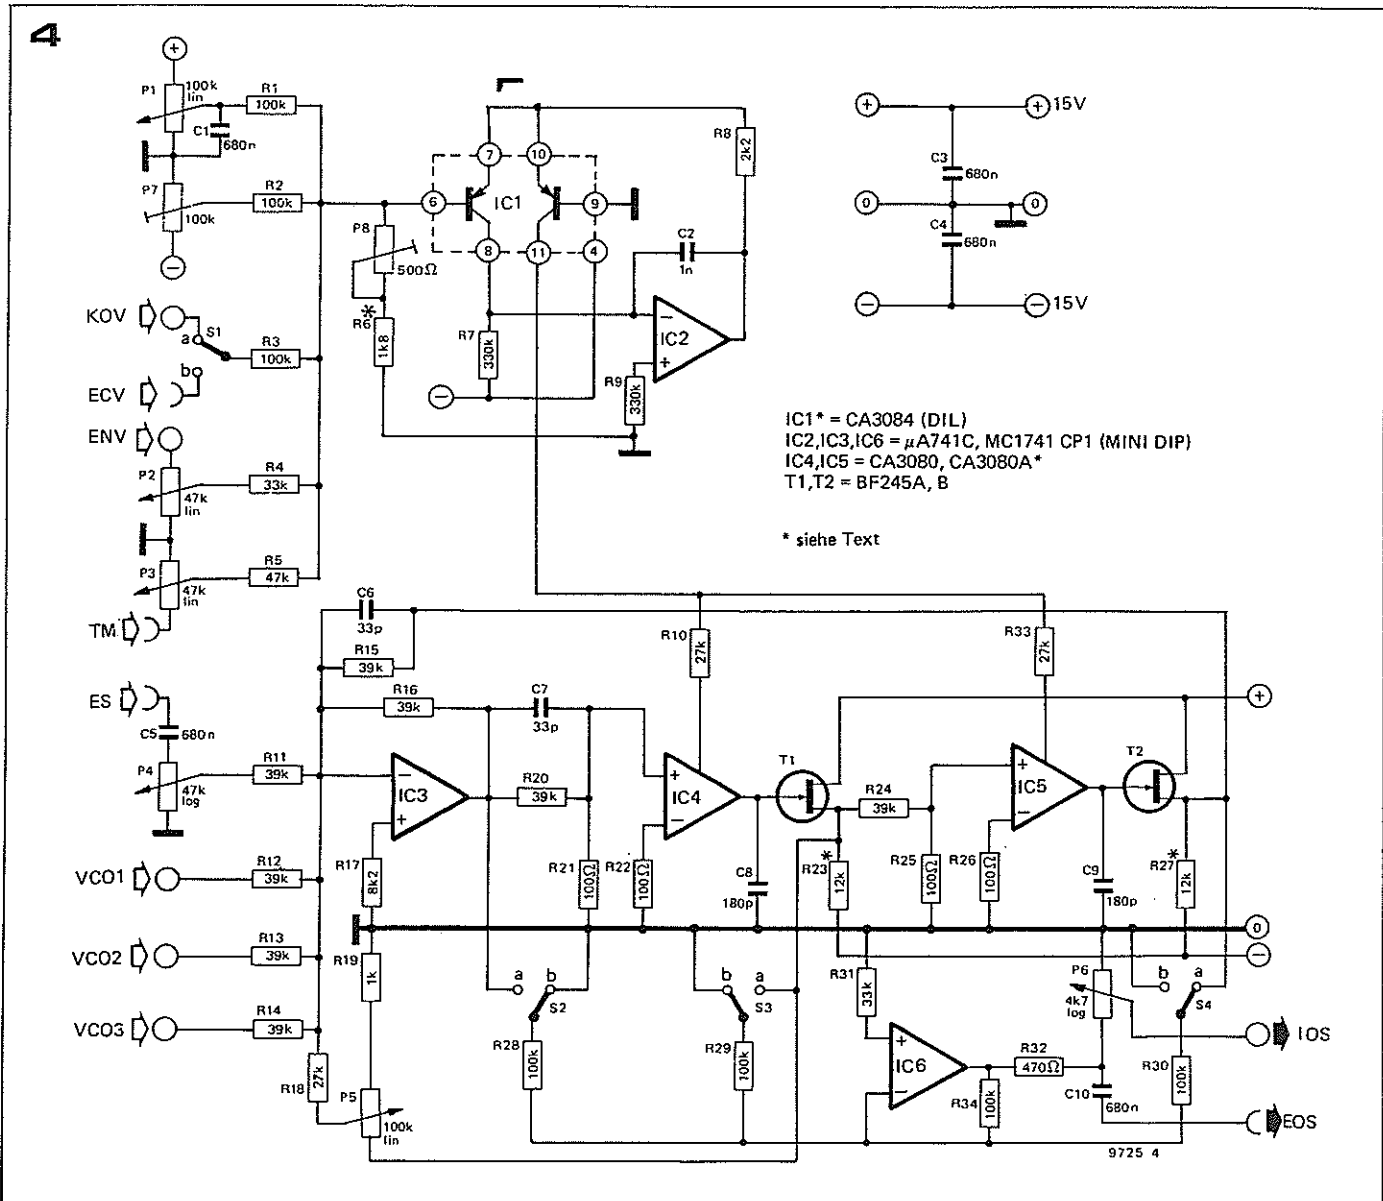 4
P1
100k
lin
R1
100k
C1
680n
P7
100k
R2
100k
KOV
a
S1
b
R3
100k
ECV
ENV
P2
47k
lin
R4
33k
P3
47k
lin
R5
47k
TM
7
10
6
IC1
9
8
11
4
P8
500Ω
*
R6
1k8
R7
330k
R8
2k2
C2
1n
IC2
−
+
R9
330k
+
+ 15V
C3
680n
0
0
C4
680n
−
− 15V
IC1* = CA3084 (DIL)
IC2,IC3,IC6 = μA741C, MC1741 CP1 (MINI DIP)
IC4,IC5 = CA3080, CA3080A*
T1,T2 = BF245A, B
* siehe Text
C6
33p
R15
39k
R16
39k
C7
33p
R10
27k
R33
27k
ES
C5
680n
P4
47k
log
R11
39k
IC3
−
+
R20
39k
IC4
+
−
T1
R24
39k
IC5
+
−
T2
+
VCO1
R12
39k
R17
8k2
R21
100Ω
R22
100Ω
C8
180p
R23
*
12k
R25
100Ω
R26
100Ω
C9
180p
R27
*
12k
0
−
VCO2
R13
39k
R19
1k
a
b
S2
b
a
S3
R31
33k
P6
4k7
log
b
a
S4
VCO3
R14
39k
R18
27k
P5
100k
lin
R28
100k
R29
100k
IC6
+
−
R32
470Ω
R34
100k
C10
680n
R30
100k
IOS
EOS
9725 4